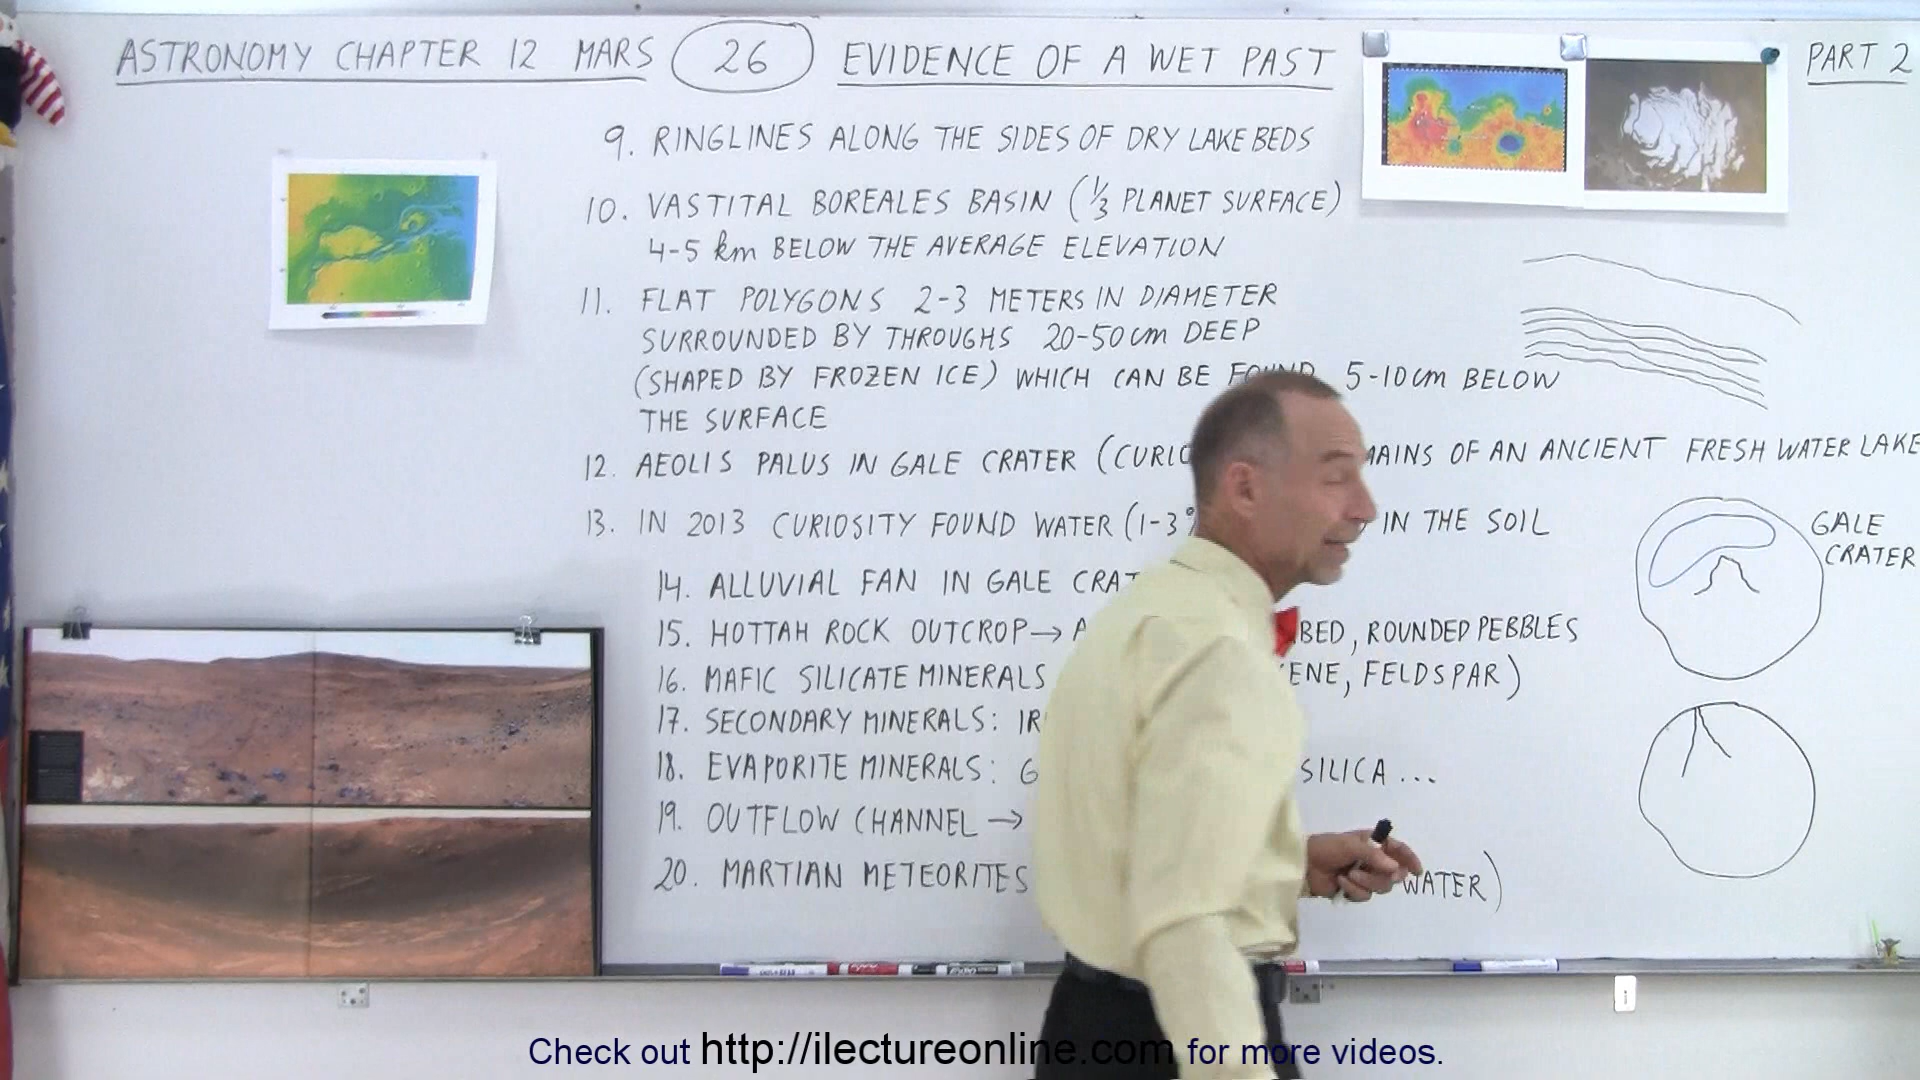 ASTRONOMY CHAPTER 12 MARS 26 EVIDENCE OF A WET PAST PART 2
9. RINGLINES ALONG THE SIDES OF DRY LAKE BEDS
10. VASTITAL BOREALES BASIN (1/3 PLANET SURFACE)
4-5 km BELOW THE AVERAGE ELEVATION
11. FLAT POLYGONS 2-3 METERS IN DIAMETER
SURROUNDED BY THROUGHS 20-50cm DEEP
(SHAPED BY FROZEN ICE) WHICH CAN BE FOUND 5-10cm BELOW
THE SURFACE
12. AEOLIS PALUS IN GALE CRATER ( OF AN ANCIENT FRESH WATER LAKE
13. IN 2013 CURIOSITY FOUND WATER (1-3% IN THE SOIL
GALE
CRATER
14. ALLUVIAL FAN IN GALE
15. HOTTAH ROCK OUTCROP → BED, ROUNDED PEBBLES
16. MAFIC SILICATE MINERALS FELDSPAR)
17. SECONDARY MINERALS:
18. EVAPORITE MINERALS: SILICA ...
19. OUTFLOW CHANNEL →
20. MARTIAN METEORITES WATER)
Check out http://ilectureonline.com for more videos.